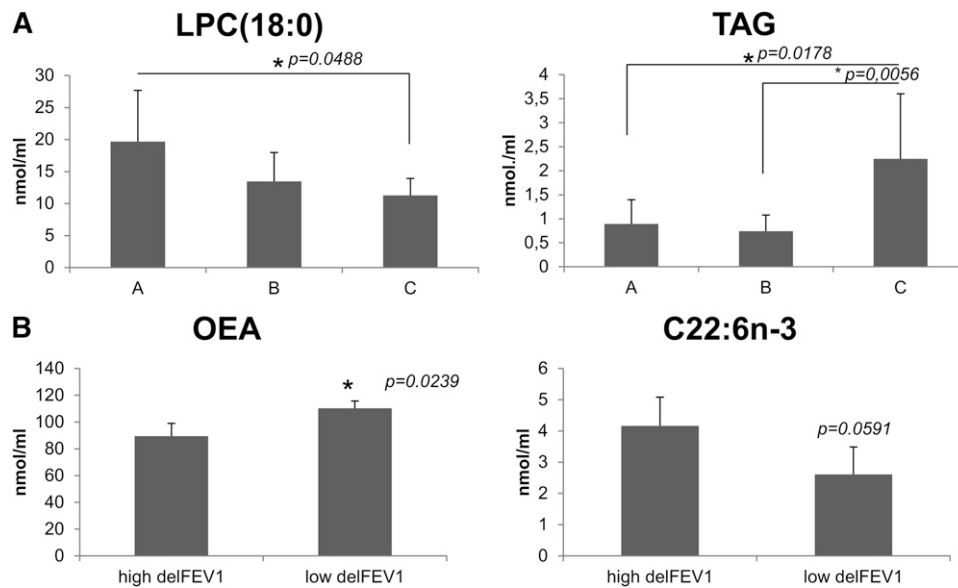 A
LPC(18:0)
* p=0.0488
30
25
20
15
10
5
0
nmol/ml
A B C
TAG
* p=0.0178
* p=0,0056
4
3,5
3
2,5
2
1,5
1
0,5
0
nmol./ml
A B C
B
OEA
* p=0.0239
140
120
100
80
60
40
20
0
nmol/ml
high delFEV1 low delFEV1
C22:6n-3
p=0.0591
6
5
4
3
2
1
0
nmol/ml
high delFEV1 low delFEV1